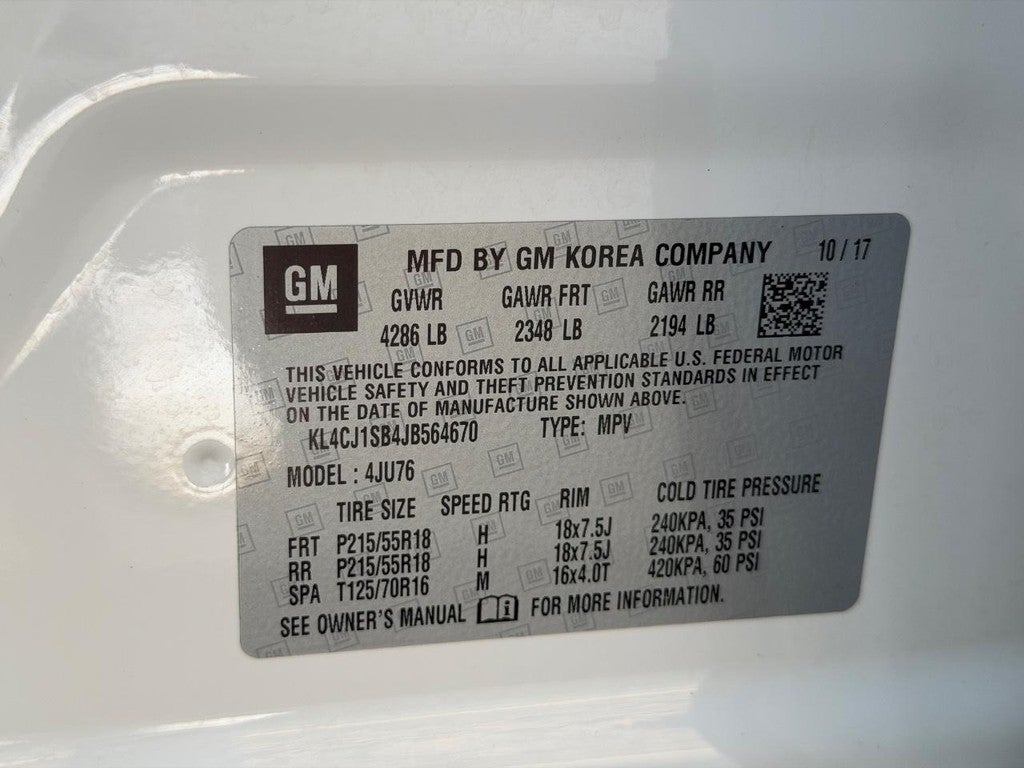 GM
MFD BY GM KOREA COMPANY 10 / 17
GVWR GAWR FRT GAWR RR
4286 LB 2348 LB 2194 LB
THIS VEHICLE CONFORMS TO ALL APPLICABLE U.S. FEDERAL MOTOR
VEHICLE SAFETY AND THEFT PREVENTION STANDARDS IN EFFECT
ON THE DATE OF MANUFACTURE SHOWN ABOVE.
KL4CJ1SB4JB564670 TYPE: MPV
MODEL : 4JU76
TIRE SIZE SPEED RTG RIM COLD TIRE PRESSURE
FRT P215/55R18 H 18x7.5J 240KPA, 35 PSI
RR P215/55R18 H 18x7.5J 240KPA, 35 PSI
SPA T125/70R16 M 16x4.0T 420KPA, 60 PSI
SEE OWNER'S MANUAL i FOR MORE INFORMATION.